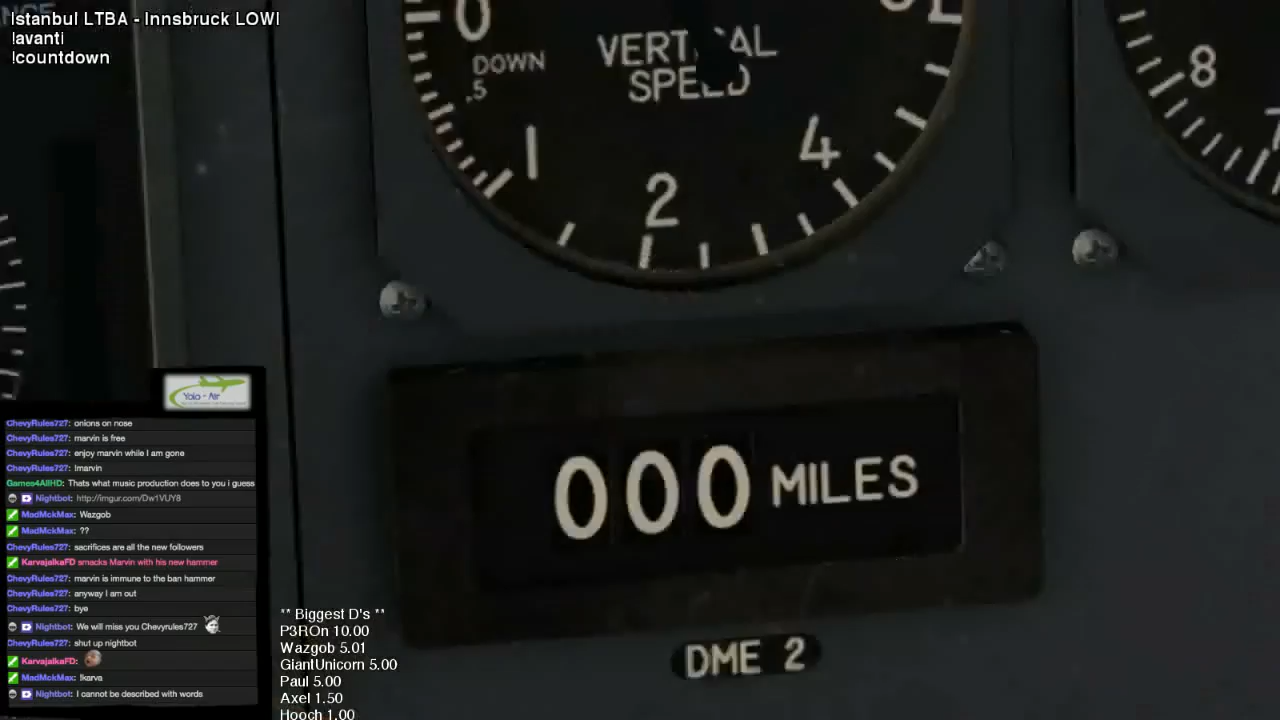 Istanbul LTBA - Innsbruck LOWI
!avanti
!countdown
0
DOWN
.5
VERTICAL
SPEED
1
2
4
8
7
000 MILES
DME 2
Yolo - Air
ChevyRules727: onions on nose
ChevyRules727: marvin is free
ChevyRules727: enjoy marvin while I am gone
ChevyRules727: !marvin
Games4AllHD: Thats what music production does to you i guess
Nightbot: http://imgur.com/Dw1VUY8
MadMckMax: Wazgob
MadMckMax: ??
ChevyRules727: sacrifices are all the new followers
KarvajalkaFD smacks Marvin with his new hammer
ChevyRules727: marvin is immune to the ban hammer
ChevyRules727: anyway I am out
ChevyRules727: bye
Nightbot: We will miss you Chevyrules727
ChevyRules727: shut up nightbot
KarvajalkaFD:
MadMckMax: !karva
Nightbot: I cannot be described with words
** Biggest D's **
P3ROn 10.00
Wazgob 5.01
GiantUnicorn 5.00
Paul 5.00
Axel 1.50
Hooch 1.00